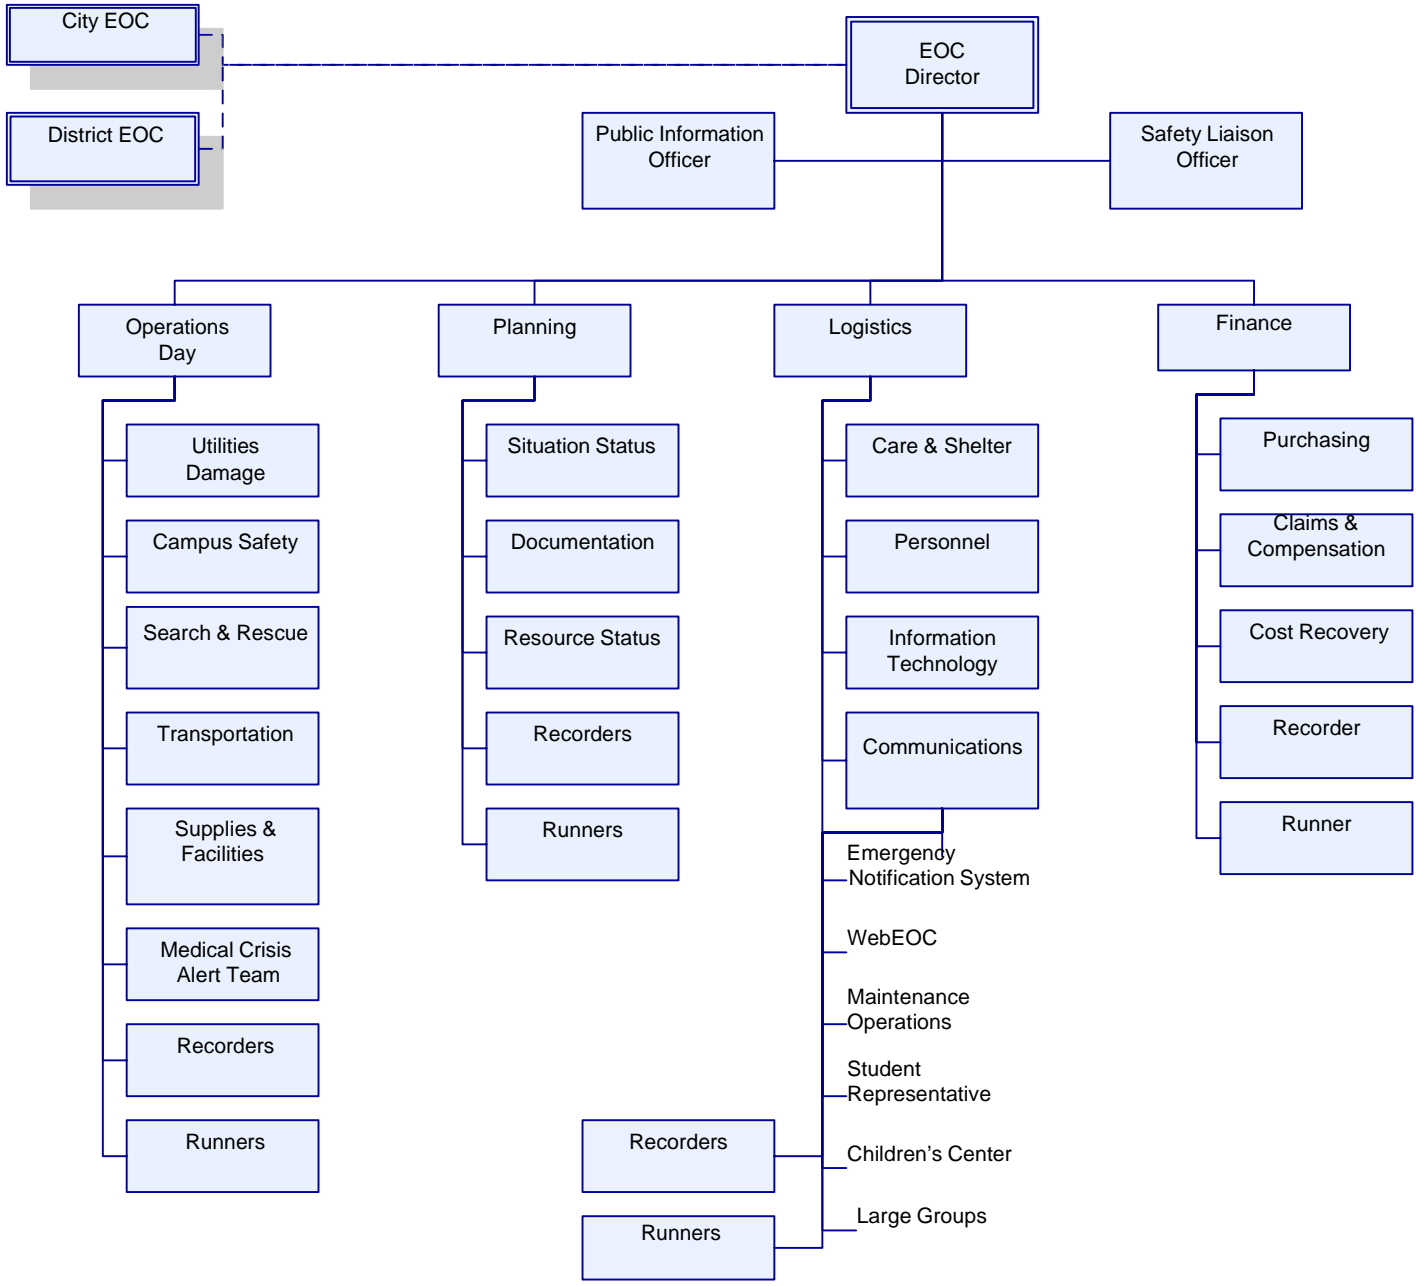 City EOC
EOC
Director
District EOC
Public Information
Officer
Safety Liaison
Officer
Operations
Day
Planning
Logistics
Finance
Utilities
Damage
Campus Safety
Search & Rescue
Transportation
Supplies &
Facilities
Medical Crisis
Alert Team
Recorders
Runners
Situation Status
Documentation
Resource Status
Recorders
Runners
Care & Shelter
Personnel
Information
Technology
Communications
Emergency
Notification System
WebEOC
Maintenance
Operations
Student
Representative
Children’s Center
Large Groups
Recorders
Runners
Purchasing
Claims &
Compensation
Cost Recovery
Recorder
Runner